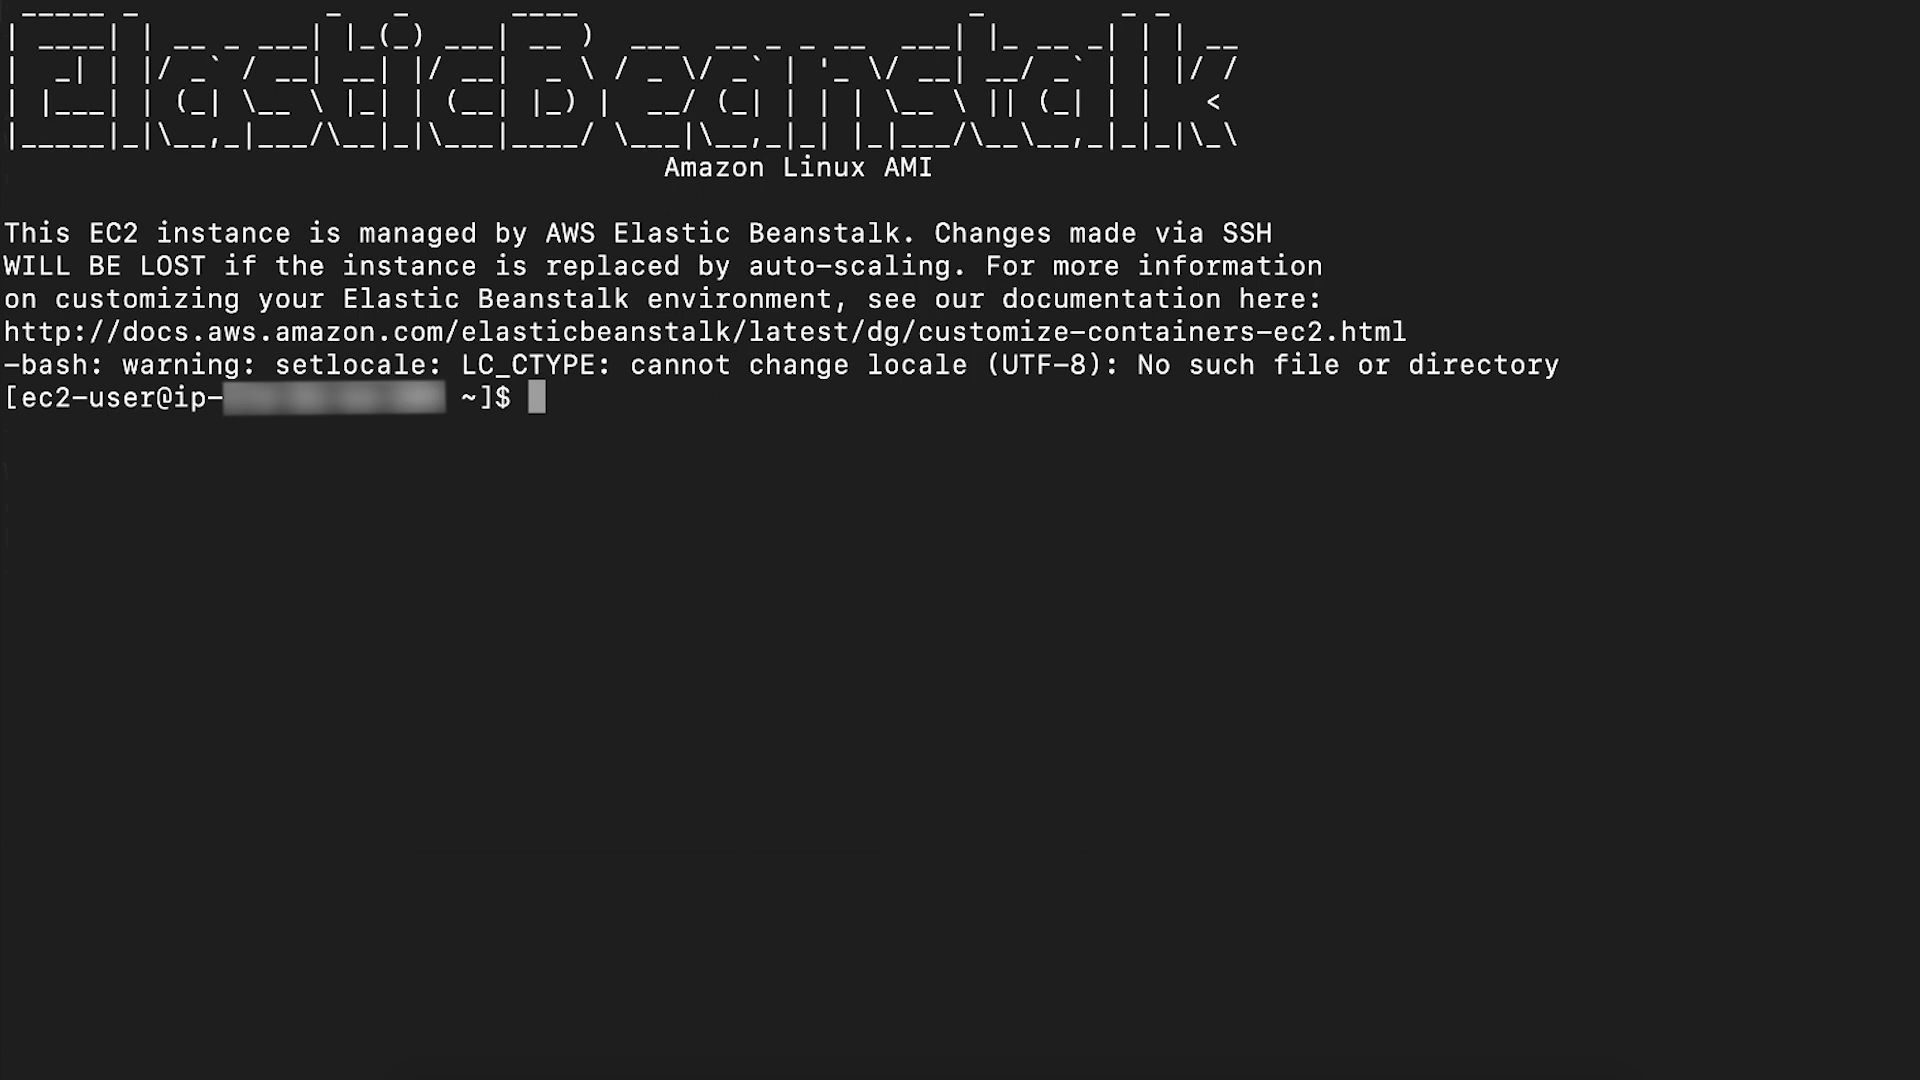 ElasticBeanstalk
Amazon Linux AMI
This EC2 instance is managed by AWS Elastic Beanstalk. Changes made via SSH
WILL BE LOST if the instance is replaced by auto-scaling. For more information
on customizing your Elastic Beanstalk environment, see our documentation here:
http://docs.aws.amazon.com/elasticbeanstalk/latest/dg/customize-containers-ec2.html
-bash: warning: setlocale: LC_CTYPE: cannot change locale (UTF-8): No such file or directory
[ec2-user@ip- ~]$